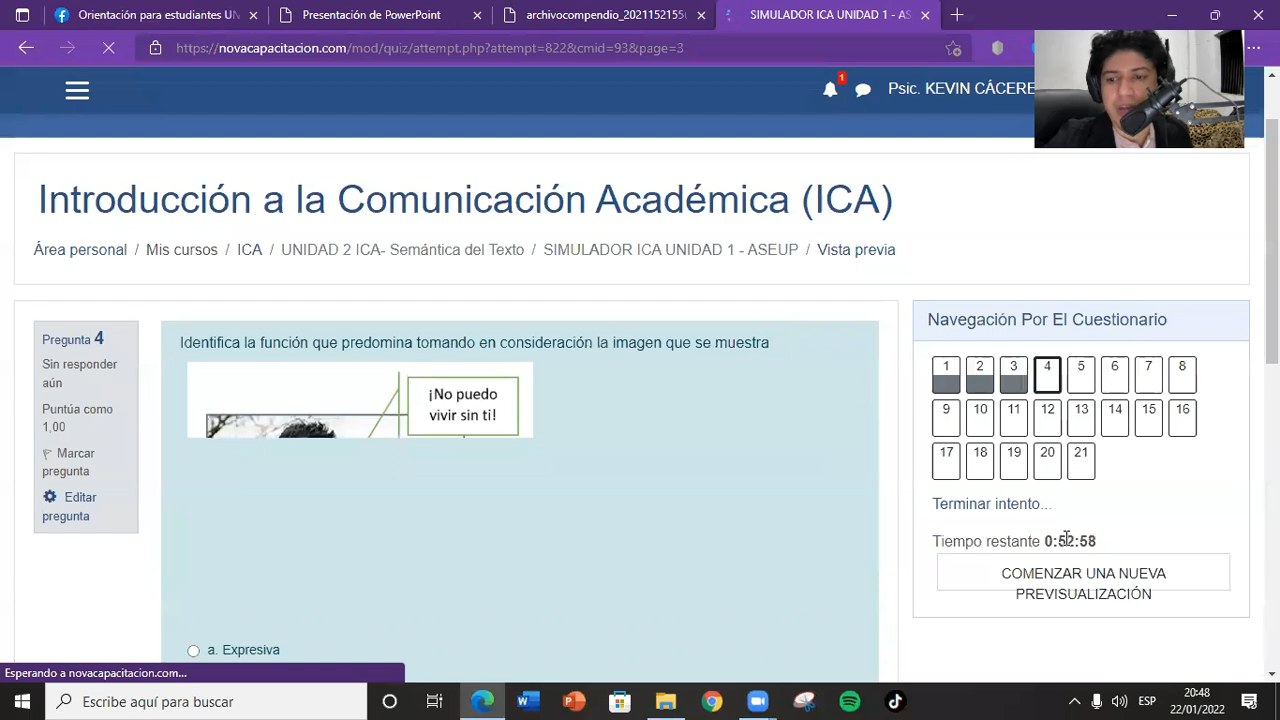 Orientación para estudiantes UN
Presentación de PowerPoint
archivocompendio_2021152155
SIMULADOR ICA UNIDAD 1 - ASE
https://novacapacitacion.com/mod/quiz/attempt.php?attempt=822&cmid=93&page=3
1
Psic. KEVIN CÁCERE
Introducción a la Comunicación Académica (ICA)
Área personal / Mis cursos / ICA / UNIDAD 2 ICA- Semántica del Texto / SIMULADOR ICA UNIDAD 1 - ASEUP / Vista previa
Pregunta 4
Sin responder
aún
Puntúa como
1,00
Marcar
pregunta
Editar
pregunta
Identifica la función que predomina tomando en consideración la imagen que se muestra
¡No puedo
vivir sin ti!
a. Expresiva
Navegación Por El Cuestionario
1 2 3 4 5 6 7 8
9 10 11 12 13 14 15 16
17 18 19 20 21
Terminar intento...
Tiempo restante 0:52:58
COMENZAR UNA NUEVA
PREVISUALIZACIÓN
Esperando a novacapacitacion.com...
Escribe aquí para buscar
ESP
20:48
22/01/2022